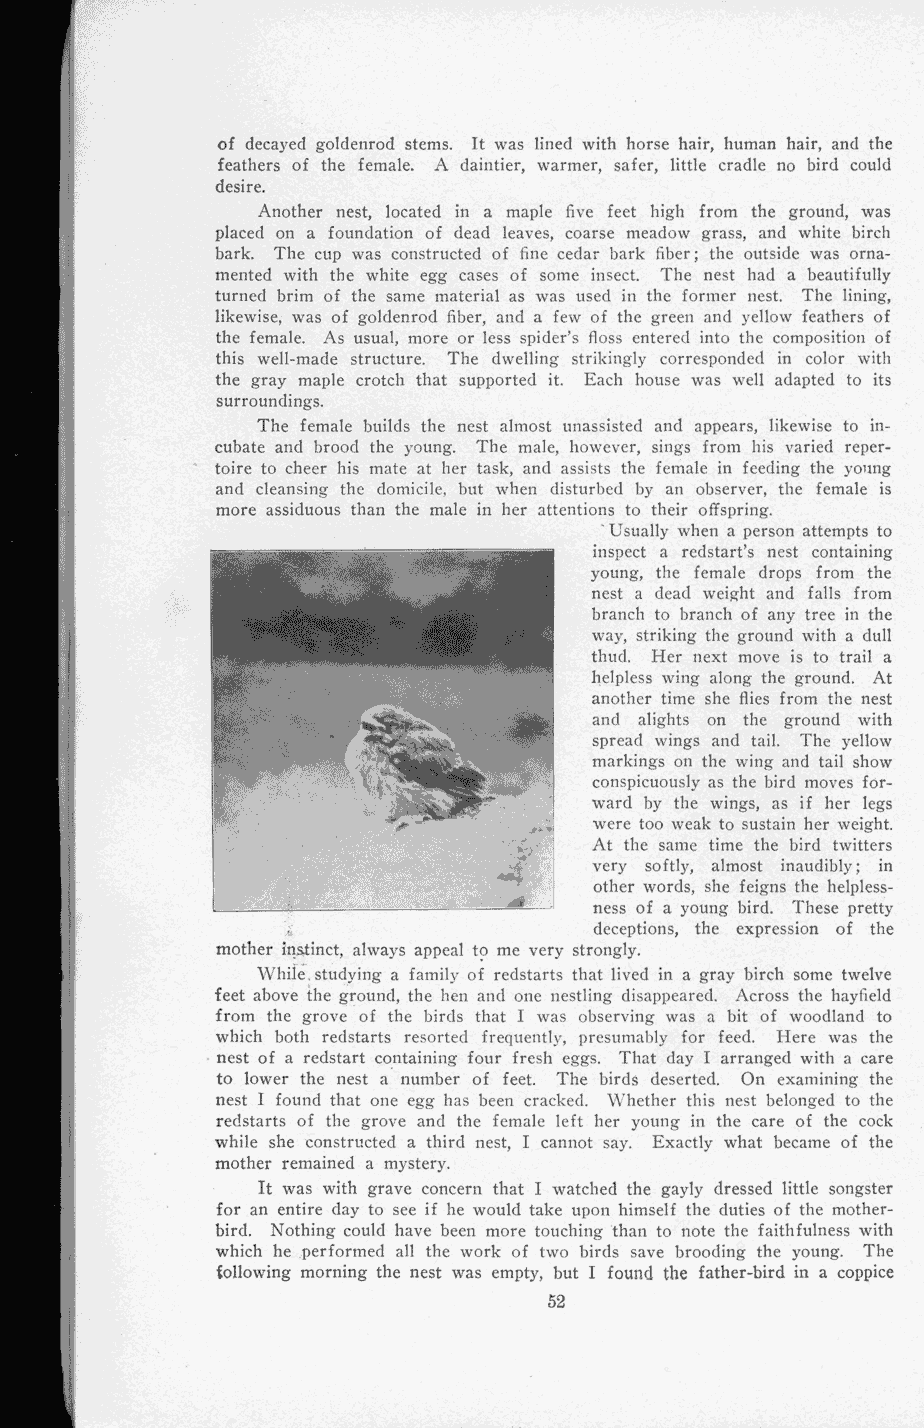 of decayed goldenrod stems. It was lined with horse hair, human hair, and the
feathers of the female. A daintier, warmer, safer, little cradle no bird could
desire.
Another nest, located in a maple five feet high from the ground, was
placed on a foundation of dead leaves, coarse meadow grass, and white birch
bark. The cup was constructed of fine cedar bark fiber; the outside was orna-
mented with the white egg cases of some insect. The nest had a beautifully
turned brim of the same material as was used in the former nest. The lining,
likewise, was of goldenrod fiber, and a few of the green and yellow feathers of
the female. As usual, more or less spider's floss entered into the composition of
this well-made structure. The dwelling strikingly corresponded in color with
the gray maple crotch that supported it. Each house was well adapted to its
surroundings.
The female builds the nest almost unassisted and appears, likewise to in-
cubate and brood the young. The male, however, sings from his varied reper-
toire to cheer his mate at her task, and assists the female in feeding the young
and cleansing the domicile, but when disturbed by an observer, the female is
more assiduous than the male in her attentions to their offspring.
Usually when a person attempts to
inspect a redstart's nest containing
young, the female drops from the
nest a dead weight and falls from
branch to branch of any tree in the
way, striking the ground with a dull
thud. Her next move is to trail a
helpless wing along the ground. At
another time she flies from the nest
and alights on the ground with
spread wings and tail. The yellow
markings on the wing and tail show
conspicuously as the bird moves for-
ward by the wings, as if her legs
were too weak to sustain her weight.
At the same time the bird twitters
very softly, almost inaudibly; in
other words, she feigns the helpless-
ness of a young bird. These pretty
deceptions, the expression of the
mother instinct, always appeal to me very strongly.
While studying a family of redstarts that lived in a gray birch some twelve
feet above the ground, the hen and one nestling disappeared. Across the hayfield
from the grove of the birds that I was observing was a bit of woodland to
which both redstarts resorted frequently, presumably for feed. Here was the
nest of a redstart containing four fresh eggs. That day I arranged with a care
to lower the nest a number of feet. The birds deserted. On examining the
nest I found that one egg has been cracked. Whether this nest belonged to the
redstarts of the grove and the female left her young in the care of the cock
while she constructed a third nest, I cannot say. Exactly what became of the
mother remained a mystery.
It was with grave concern that I watched the gayly dressed little songster
for an entire day to see if he would take upon himself the duties of the mother-
bird. Nothing could have been more touching than to note the faithfulness with
which he performed all the work of two birds save brooding the young. The
following morning the nest was empty, but I found the father-bird in a coppice
52